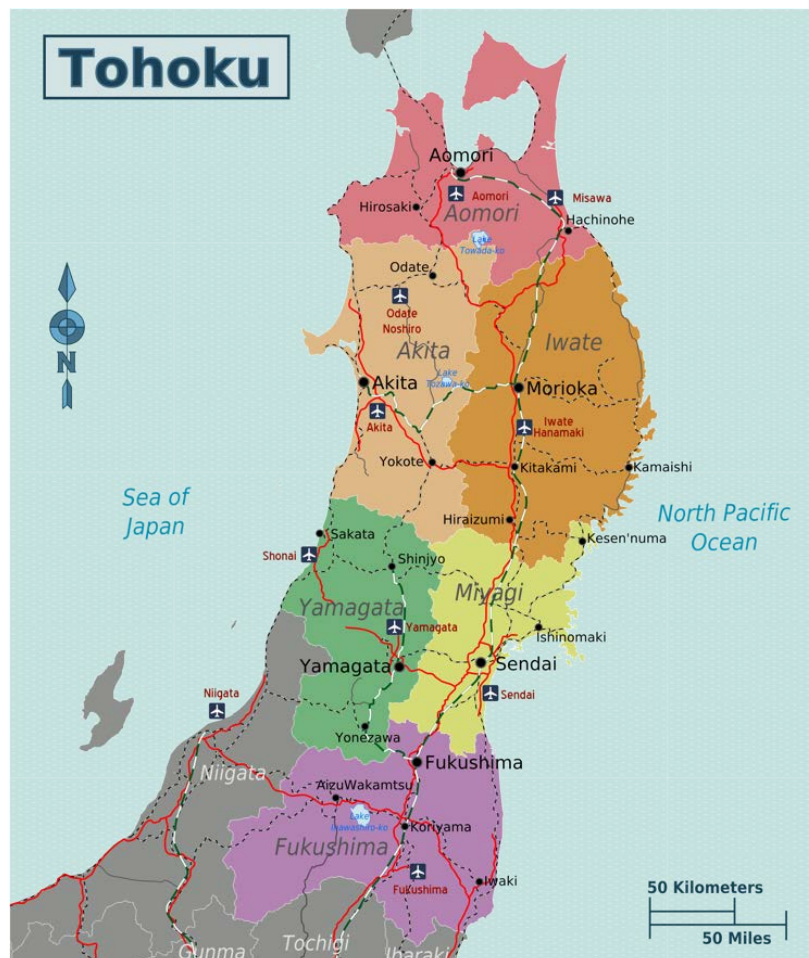 Tohoku
Aomori
Aomori
Misawa
Hirosaki
Aomori
Hachinohe
Lake
Towada-ko
Odate
Odate
Noshiro
Iwate
Akita
N
Lake
Tozawa-ko
Akita
Morioka
Akita
Iwate
Hanamaki
Yokote
Kitakami
Kamaishi
Sea of
Japan
North Pacific
Ocean
Hiraizumi
Sakata
Kesen'numa
Shonai
Shinjyo
Miyagi
Yamagata
Yamagata
Ishinomaki
Yamagata
Sendai
Niigata
Sendai
Yonezawa
Fukushima
Niigata
AizuWakamtsu
Lake
Inawashiro-ko
Koriyama
Fukushima
Fukushima
Iwaki
50 Kilometers
50 Miles
Tochigi
Gunma
Ibaraki